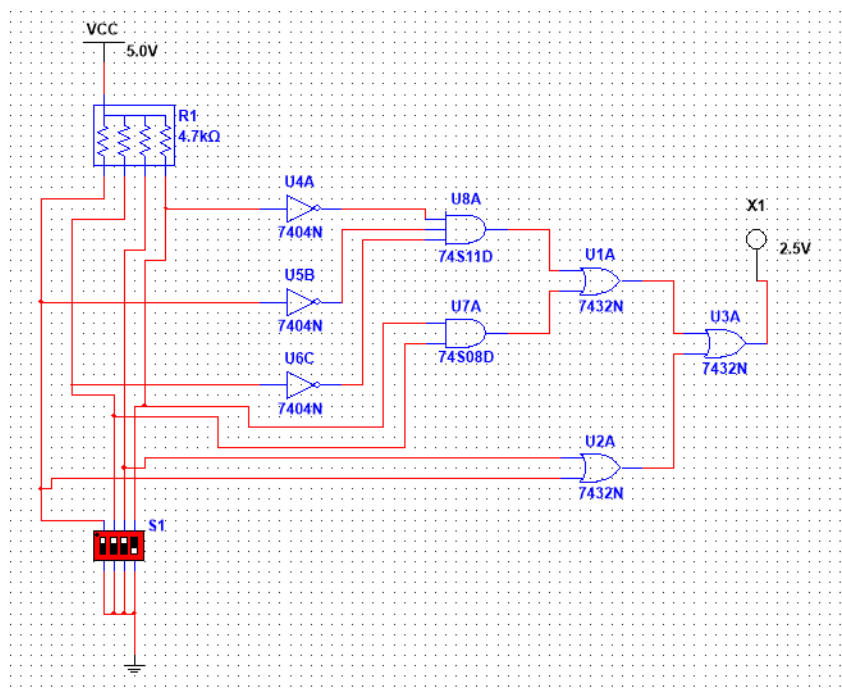 VCC
5.0V
R1
4.7kΩ
U4A
7404N
U8A
74S11D
X1
2.5V
U5B
7404N
U1A
7432N
U7A
74S08D
U3A
7432N
U6C
7404N
U2A
7432N
S1